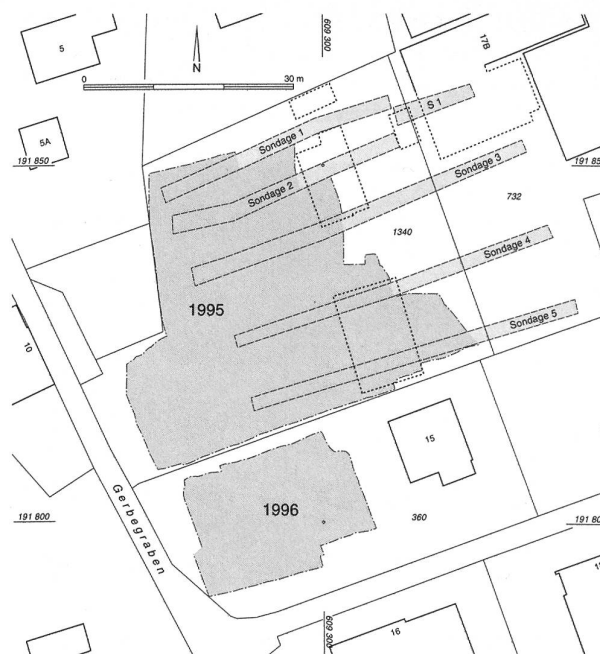 5
N
609 300
17B
0
30 m
5A
Sondage 1
S 1
191 850
191 85
Sondage 2
Sondage 3
732
1340
Sondage 4
1995
Sondage 5
10
15
1996
Gerbegraben
191 800
360
191 80
609 300
16
1